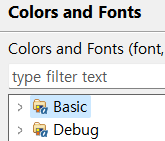 Colors and Fonts
Colors and Fonts (font,
type filter text
Basic
Debug